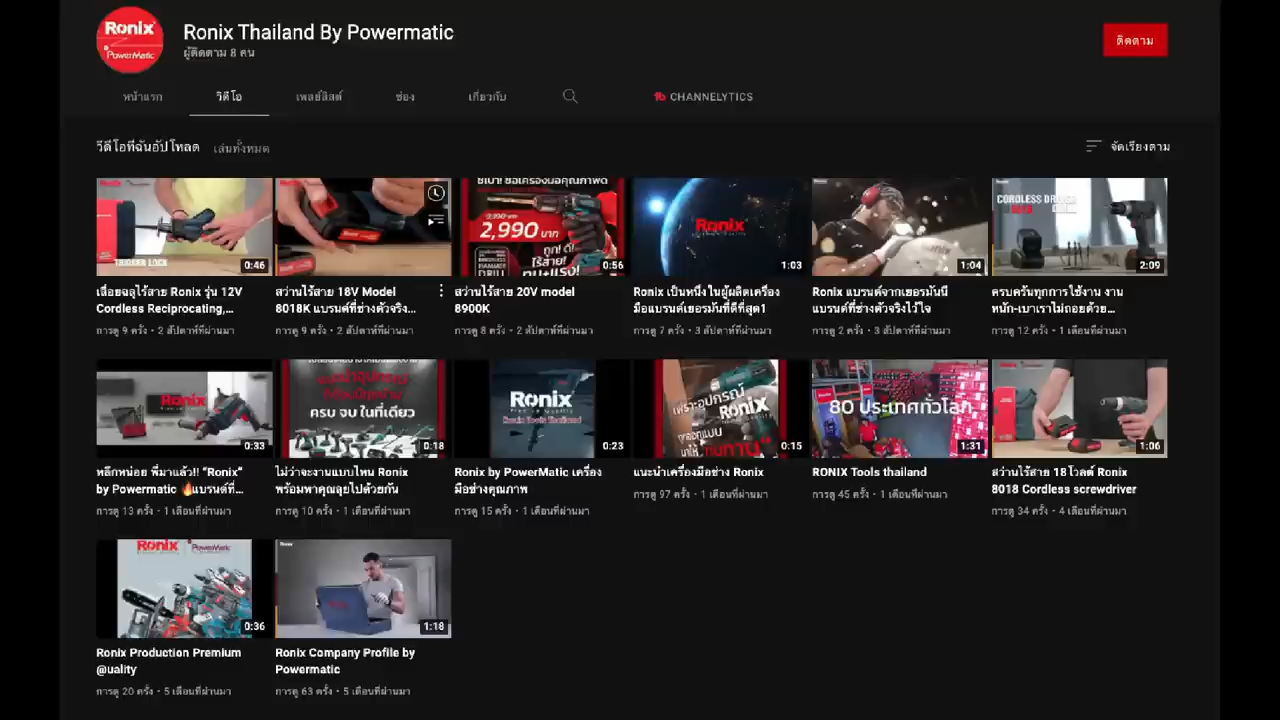 Ronix
PowerMatic
Ronix Thailand By Powermatic
ผู้ติดตาม 8 คน
ติดตาม
หน้าแรก
วิดีโอ
เพลย์ลิสต์
ช่อง
เกี่ยวกับ
CHANNELYTICS
วิดีโอที่ฉันอัปโหลด
เล่นทั้งหมด
จัดเรียงตาม
TRIGGER LOCK
0:46
2,990 บาท
ถูก! ดี!
ไร้สาย!
ทน+แรง!
0:56
Ronix
1:03
1:04
CORDLESS DRIVER
2:09
เลื่อยฉลุไร้สาย Ronix รุ่น 12V
Cordless Reciprocating,...
การดู 9 ครั้ง • 2 สัปดาห์ที่ผ่านมา
สว่านไร้สาย 18V Model
8018K แบรนด์ที่ช่างตัวจริง...
การดู 9 ครั้ง • 2 สัปดาห์ที่ผ่านมา
สว่านไร้สาย 20V model
8900K
การดู 8 ครั้ง • 2 สัปดาห์ที่ผ่านมา
Ronix เป็นหนึ่งในผู้ผลิตเครื่อง
มือแบรนด์เยอรมันที่ดีที่สุด1
การดู 7 ครั้ง • 3 สัปดาห์ที่ผ่านมา
Ronix แบรนด์จากเยอรมันนี
แบรนด์ที่ช่างตัวจริงไว้ใจ
การดู 2 ครั้ง • 3 สัปดาห์ที่ผ่านมา
ครบครันทุกการใช้งาน งาน
หนัก-เบาเราไม่ถอยด้วย...
การดู 12 ครั้ง • 1 เดือนที่ผ่านมา
Ronix
0:33
ครบ จบ ในที่เดียว
0:18
Ronix
Ronix Tools Thailand
0:23
เพราะอุปกรณ์
Ronix
0:15
80 ประเทศทั่วโลก
1:31
1:06
หลีกหน่อย พี่มาแล้ว!! “Ronix”
by Powermatic 🔥แบรนด์ที่...
การดู 13 ครั้ง • 1 เดือนที่ผ่านมา
ไม่ว่าจะงานแบบไหน Ronix
พร้อมพาคุณลุยไปด้วยกัน
การดู 10 ครั้ง • 1 เดือนที่ผ่านมา
Ronix by PowerMatic เครื่อง
มือช่างคุณภาพ
การดู 15 ครั้ง • 1 เดือนที่ผ่านมา
แนะนำเครื่องมือช่าง Ronix
การดู 97 ครั้ง • 1 เดือนที่ผ่านมา
RONIX Tools thailand
การดู 45 ครั้ง • 1 เดือนที่ผ่านมา
สว่านไร้สาย 18 โวลต์ Ronix
8018 Cordless screwdriver
การดู 34 ครั้ง • 4 เดือนที่ผ่านมา
Ronix PowerMatic
0:36
1:18
Ronix Production Premium
@uality
การดู 20 ครั้ง • 5 เดือนที่ผ่านมา
Ronix Company Profile by
Powermatic
การดู 63 ครั้ง • 5 เดือนที่ผ่านมา